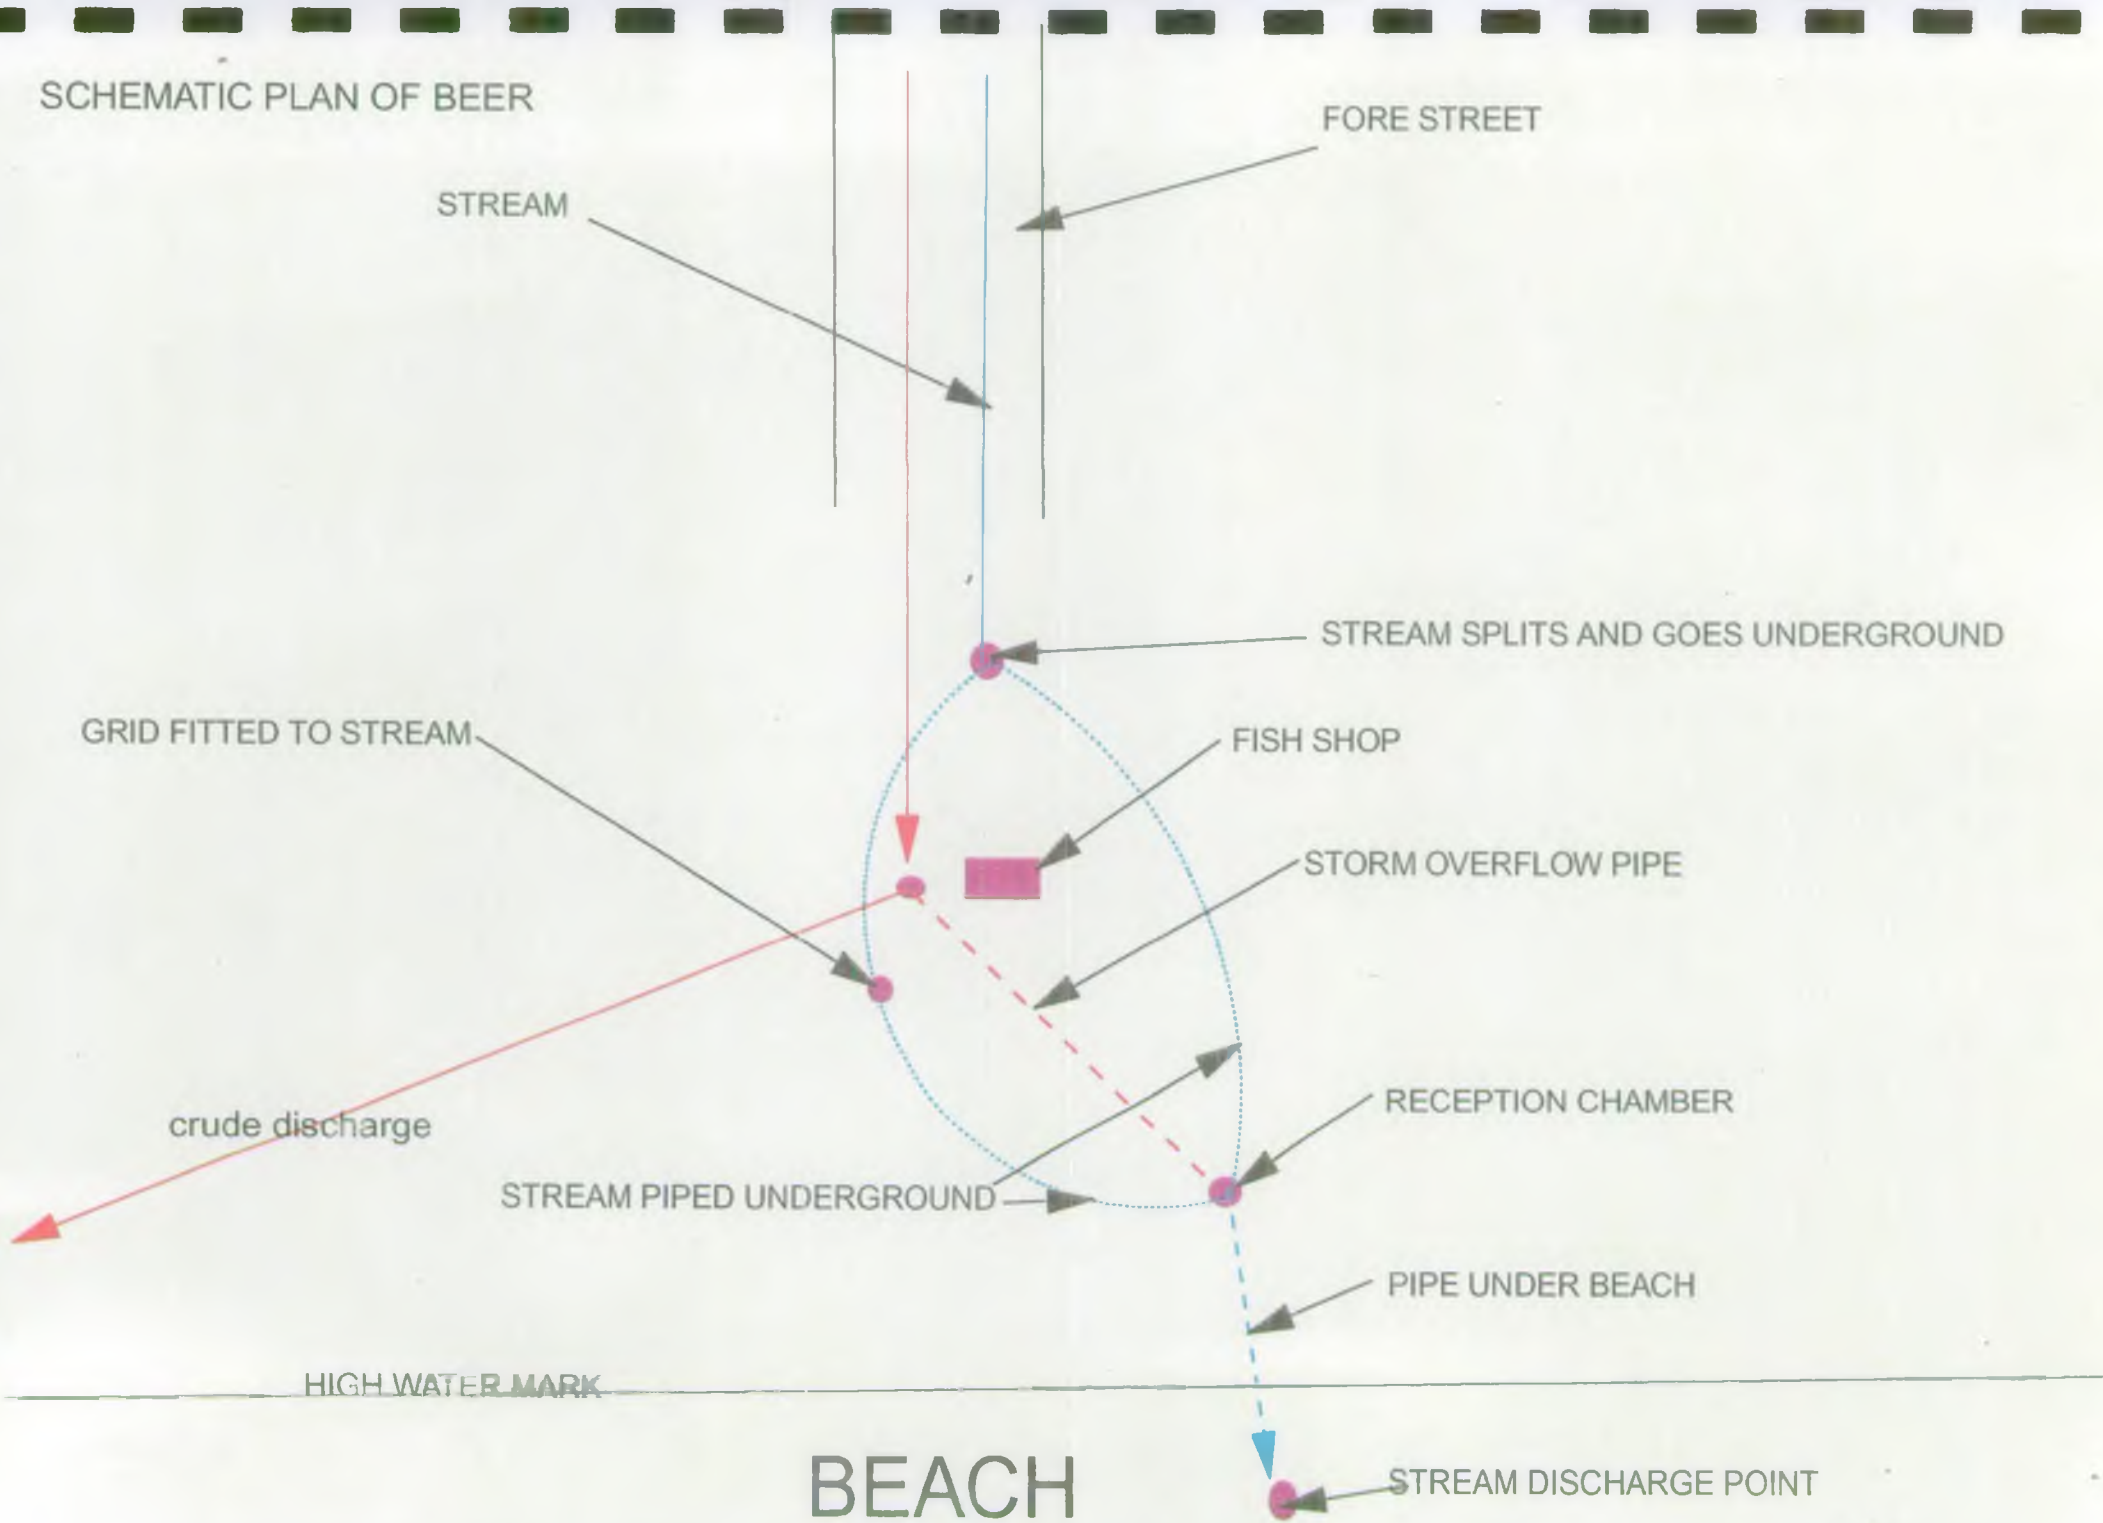 SCHEMATIC PLAN OF BEER
FORE STREET
STREAM
STREAM SPLITS AND GOES UNDERGROUND
GRID FITTED TO STREAM
FISH SHOP
STORM OVERFLOW PIPE
RECEPTION CHAMBER
crude discharge
STREAM PIPED UNDERGROUND
PIPE UNDER BEACH
HIGH WATER MARK
BEACH
STREAM DISCHARGE POINT